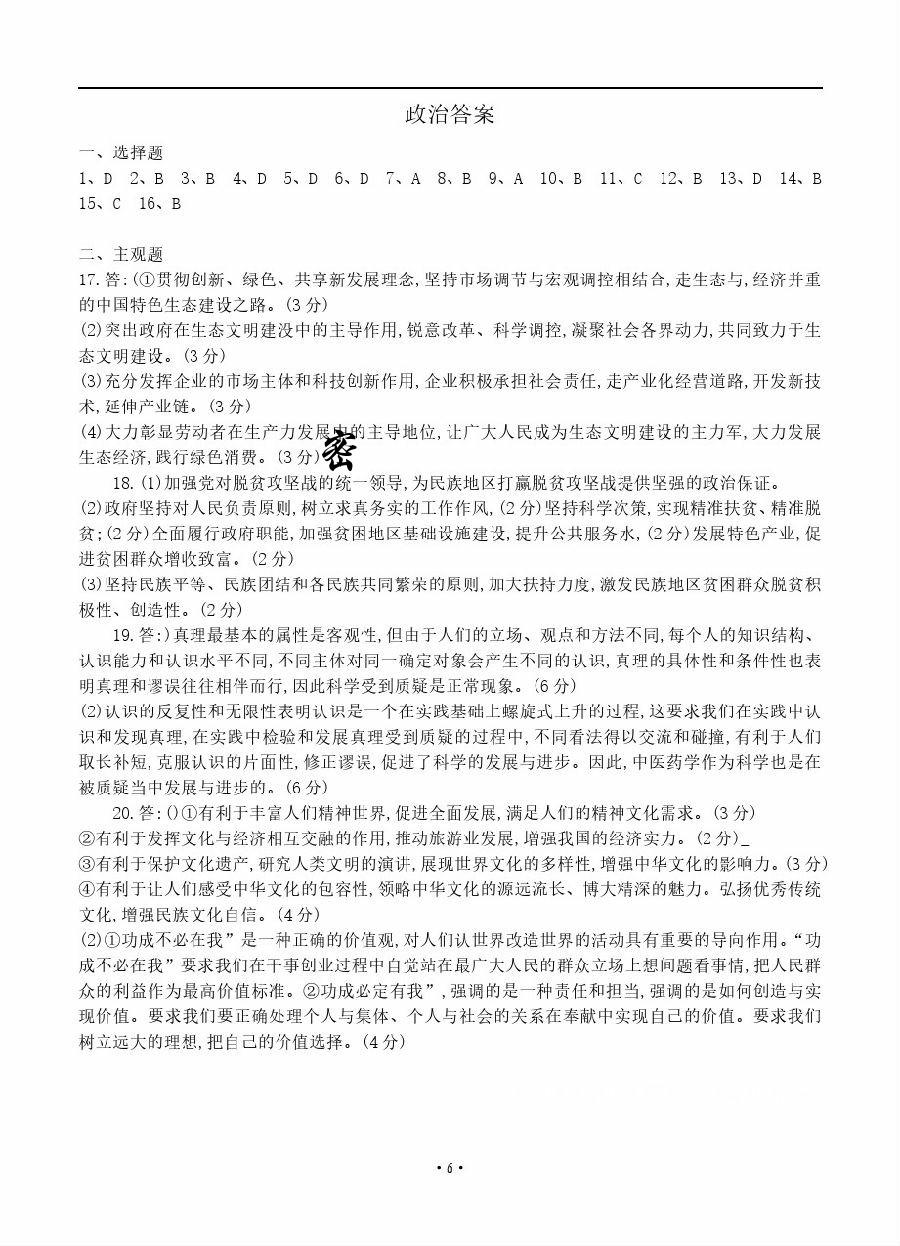 政治答案
一、选择题
1、D 2、B 3、B 4、D 5、D 6、D 7、A 8、B 9、A 10、B 11、C 12、B 13、D 14、B
15、C 16、B
二、主观题
17.答:(①贯彻创新、绿色、共享新发展理念,坚持市场调节与宏观调控相结合,走生态与,经济并重
的中国特色生态建设之路。(3分)
(2)突出政府在生态文明建没中的主导作用,锐意改革、科学调控,凝聚社会各界动力,共同致力于生
态文明建设。(3分)
(3)充分发挥企业的市场主体和科技创新作用,企业积极承担社会责任,走产业化经营道路,开发新技
术,延伸产业链。(3分)
(4)大力彰显劳动者在生产力发展中的主导地位,让广大人民成为生态文明建设的主力军,大力发展
生态经济,践行绿色消费。(3分)
密
18.(1)加强党对脱贫攻坚战的统一领导,为民族地区打赢脱贫攻坚战提供坚强的政治保证。
(2)政府坚持对人民负责原则,树立求真务实的工作作风,(2分)坚持科学次策,实现精准扶贫、精准脱
贫;(2分)全面履行政府职能,加强贫困地区基础设施建设,提升公共服务水,(2分)发展特色产业,促
进贫困群众增收致富。(2分)
(3)坚持民族平等、民族团结和各民族共同繁荣的原则,加大扶持力度,激发民族地区贫困群众脱贫积
极性、创造性。(2分)
19.答:)真理最基本的属性是客观性,但由于人们的立场、观点和方法不同,每个人的知识结构、
认识能力和认识水平不同,不同主休对同一确定对象会产生不同的认识,真理的具休性和条件性也表
明真理和谬误往往相伴而行,因此科学受到质疑是正常现象。(6分)
(2)认识的反复性和无限性表明认识是一个在实践基础上螺旋式上升的过程,这要求我们在实践中认
识和发现真理,在实践中检验和发展真理受到质疑的过程中,不同看法得以交流和碰撞,有利于人们
取长补短,克服认识的片面性,修正谬误,促进了科学的发展与进步。因此,中医药学作为科学也是在
被质疑当中发展与进步的。(6分)
20.答:()①有利于丰富人们精神世界,促进全面发展,满足人们的精神文化需求。(3分)
②有利于发挥文化与经济相互交融的作用,推动旅游业发展,增强我国的经济实力。(2分)_
③有利于保护文化遗产,研究人类文明的演讲,展现世界文化的多样性,增强中华文化的影响力。(3分)
④有利于让人们感受中华文化的包容性,领略中华文化的源远流长、博大精深的魅力。弘扬优秀传统
文化,增强民族文化自信。(4分)
(2)①功成不必在我”是一种正确的价值观,对人们认世界改造世界的活动具有重要的导向作用。“功
成不必在我”要求我们在干事创业过程中自觉站在最广大人民的群众立场上想间题看事情,把人民群
众的利益作为最高价值标准。②功成必定有我”,强调的是一种责任和担当,强调的是如何创造与实
现价值。要求我们要正确处理个人与集体、个人与社会的关系在奉献中实现自己的价值。要求我们
树立远大的理想,把自己的价值选择。(4分)
·6·